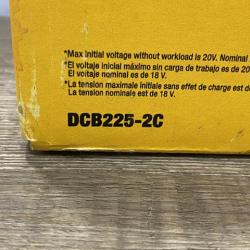 *Max initial voltage without workload is 20V. Nominal
*El voltaje inicial máximo sin carga de trabajo es de 20
El voltaje nominal es de 18 V.
*La tension maximale initiale sans effet de charge est de
La tension nominale est de 18 V.
DCB225-2C